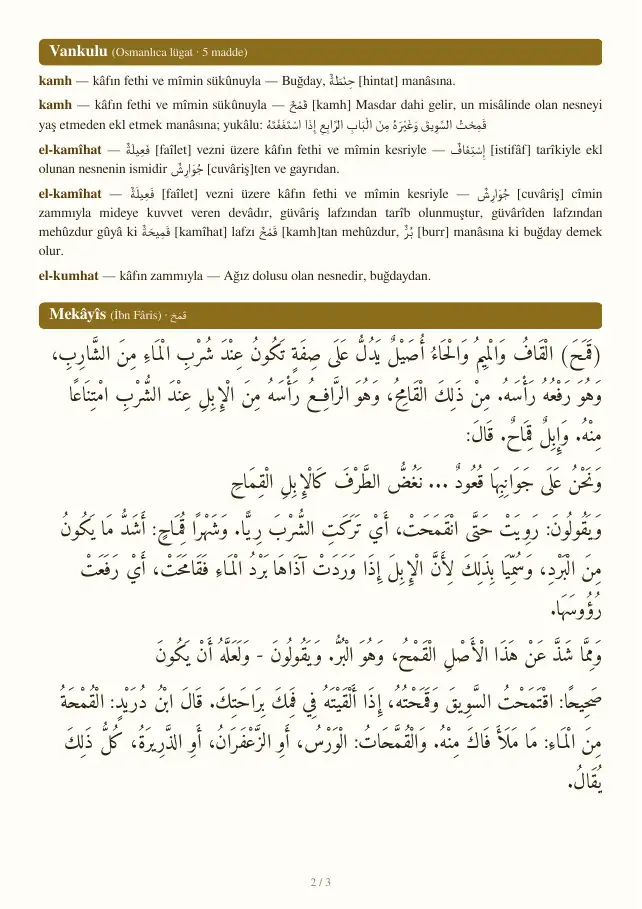 Vankulu (Osmanlıca lügat · 5 madde)
kamh — kâfın fethi ve mîmin sükûnuyla — Buğday, حِنْطَةٌ [hintat] manâsına.
kamh — kâfın fethi ve mîmin sükûnuyla — قَمْحٌ [kamh] Masdar dahi gelir, un misâlinde olan nesneyi
yaş etmeden ekl etmek manâsına; yukâlu: قَمِحْتُ السَّوِيقَ وَغَيْرَهُ مِنَ الْبَابِ الرَّابِعِ إِذَا اسْتَفَفْتَهُ
el-kamîhat — فَعِيلَةٌ [faîlet] vezni üzere kâfın fethi ve mîmin kesriyle — إِسْتِفَافٌ [istifâf] tarîkiyle ekl
olunan nesnenin ismidir جُوَارِشٌ [cuvâriş]ten ve gayrıdan.
el-kamîhat — فَعِيلَةٌ [faîlet] vezni üzere kâfın fethi ve mîmin kesriyle — جُوَارِشٌ [cuvâriş] cîmin
zammıyla mideye kuvvet veren devâdır, güvâriş lafzından tarîb olunmuştur, güvârîden lafzından
mehûzdur gûyâ ki قَمِيحَةٌ [kamîhat] lafzı قَمْحٌ [kamh]tan mehûzdur, بُرٌّ [burr] manâsına ki buğday demek
olur.
el-kumhat — kâfın zammıyla — Ağız dolusu olan nesnedir, buğdaydan.
Mekâyîs (İbn Fâris) · قمح
(قَمَحَ) الْقَافُ وَالْمِيمُ وَالْحَاءُ أُصَيْلٌ يَدُلُّ عَلَى صِفَةٍ تَكُونُ عِنْدَ شُرْبِ الْمَاءِ مِنَ الشَّارِبِ،
وَهُوَ رَفْعُهُ رَأْسَهُ. مِنْ ذَلِكَ الْقَامِحُ، وَهُوَ الرَّافِعُ رَأْسَهُ مِنَ الْإِبِلِ عِنْدَ الشُّرْبِ امْتِنَاعًا
مِنْهُ. وَإِبِلٌ قِمَاحٌ. قَالَ:
وَنَحْنُ عَلَى جَوَانِبِهَا قُعُودٌ ... نَغُضُّ الطَّرْفَ كَالْإِبِلِ الْقِمَاحِ
وَيَقُولُونَ: رَوِيَتْ حَتَّى انْقَمَحَتْ، أَيْ تَرَكَتِ الشُّرْبَ رِيًّا. وَشَهْرَا قُمَاحٍ: أَشَدُّ مَا يَكُونُ
مِنَ الْبَرْدِ، وَسُمِّيَا بِذَلِكَ لِأَنَّ الْإِبِلَ إِذَا وَرَدَتْ آذَاهَا بَرْدُ الْمَاءِ فَقَامَحَتْ، أَيْ رَفَعَتْ
رُؤُوسَهَا.
وَمِمَّا شَذَّ عَنْ هَذَا الْأَصْلِ الْقَمْحُ، وَهُوَ الْبُرُّ. وَيَقُولُونَ - وَلَعَلَّهُ أَنْ يَكُونَ
صَحِيحًا: اقْتَمَحْتُ السَّوِيقَ وَقَمَحْتُهُ، إِذَا أَلْقَيْتَهُ فِي فَمِكَ بِرَاحَتِكَ. قَالَ ابْنُ دُرَيْدٍ: الْقُمْحَةُ
مِنَ الْمَاءِ: مَا مَلَأَ فَاكَ مِنْهُ. وَالْقُمَّحَاتُ: الْوَرْسُ، أَوِ الزَّعْفَرَانُ، أَوِ الذَّرِيرَةُ، كُلُّ ذَلِكَ
يُقَالُ.
2 / 3